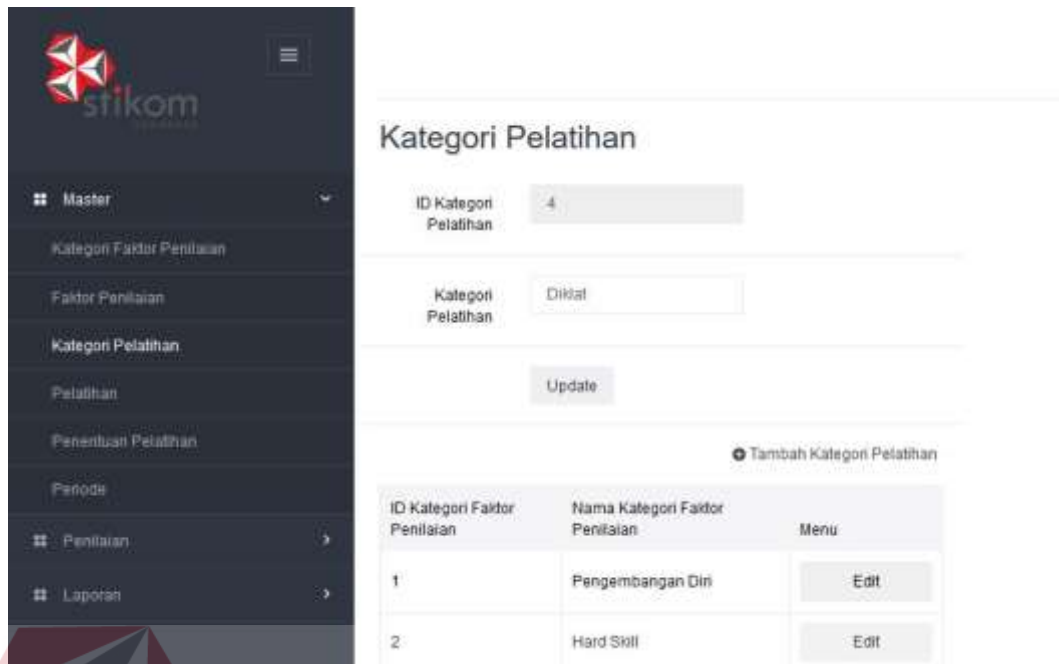 stikom
Master
Kategori Faktor Penilaian
Faktor Penilaian
Kategori Pelatihan
Pelatihan
Penentuan Pelatihan
Periode
Penilaian
Laporan
Kategori Pelatihan
ID Kategori
Pelatihan
4
Kategori
Pelatihan
Diklat
Update
Tambah Kategori Pelatihan
ID Kategori Faktor
Penilaian
Nama Kategori Faktor
Penilaian
Menu
1
Pengembangan Diri
Edit
2
Hard Skill
Edit